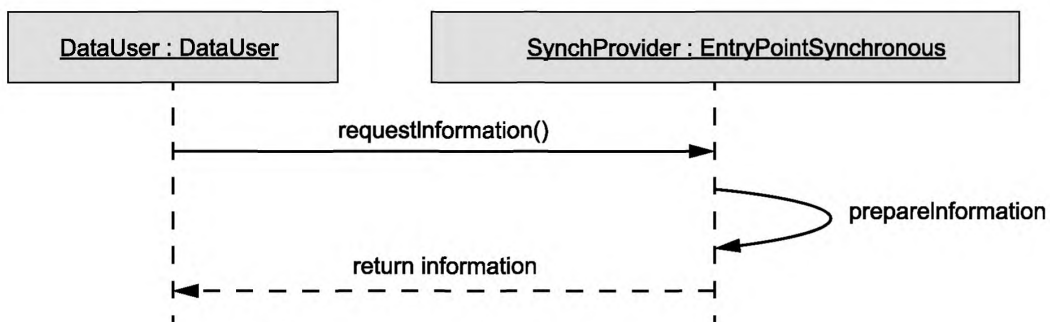 DataUser : DataUser
SynchProvider : EntryPointSynchronous
requestInformation()
prepareInformation
return information